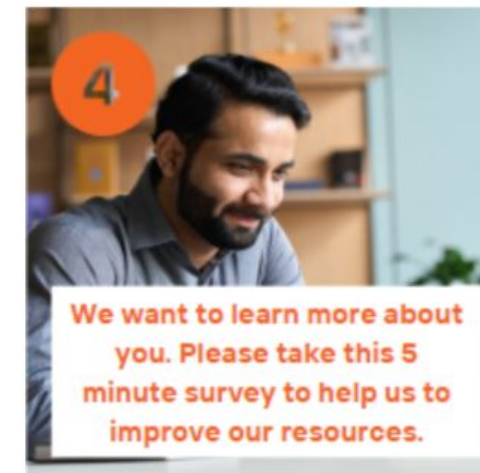 4
We want to learn more about
you. Please take this 5
minute survey to help us to
improve our resources.